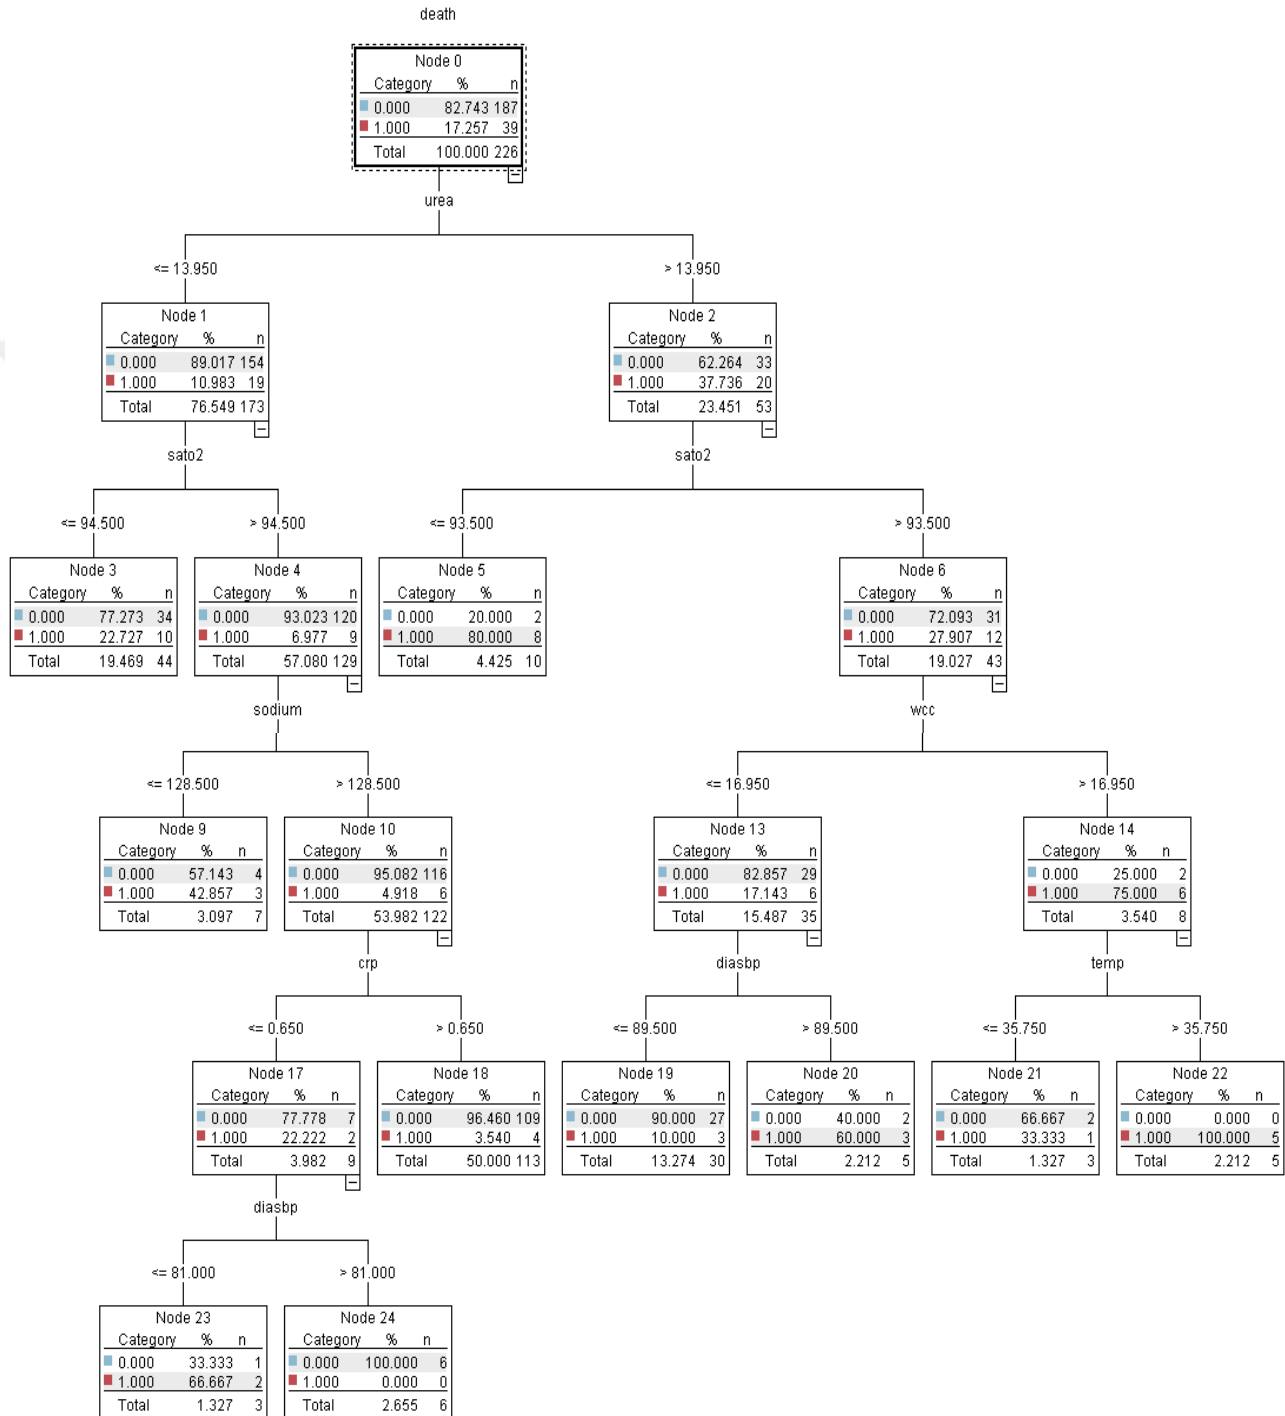 death
Node 0
Category % n
0.000 82.743 187
1.000 17.257 39
Total 100.000 226
urea
<= 13.950
> 13.950
Node 1
Category % n
0.000 89.017 154
1.000 10.983 19
Total 76.549 173
Node 2
Category % n
0.000 62.264 33
1.000 37.736 20
Total 23.451 53
sato2
sato2
<= 94.500
> 94.500
<= 93.500
> 93.500
Node 3
Category % n
0.000 77.273 34
1.000 22.727 10
Total 19.469 44
Node 4
Category % n
0.000 93.023 120
1.000 6.977 9
Total 57.080 129
Node 5
Category % n
0.000 20.000 2
1.000 80.000 8
Total 4.425 10
Node 6
Category % n
0.000 72.093 31
1.000 27.907 12
Total 19.027 43
sodium
wcc
<= 128.500
> 128.500
<= 16.950
> 16.950
Node 9
Category % n
0.000 57.143 4
1.000 42.857 3
Total 3.097 7
Node 10
Category % n
0.000 95.082 116
1.000 4.918 6
Total 53.982 122
Node 13
Category % n
0.000 82.857 29
1.000 17.143 6
Total 15.487 35
Node 14
Category % n
0.000 25.000 2
1.000 75.000 6
Total 3.540 8
crp
diasbp
temp
<= 0.650
> 0.650
<= 89.500
> 89.500
<= 35.750
> 35.750
Node 17
Category % n
0.000 77.778 7
1.000 22.222 2
Total 3.982 9
Node 18
Category % n
0.000 96.460 109
1.000 3.540 4
Total 50.000 113
Node 19
Category % n
0.000 90.000 27
1.000 10.000 3
Total 13.274 30
Node 20
Category % n
0.000 40.000 2
1.000 60.000 3
Total 2.212 5
Node 21
Category % n
0.000 66.667 2
1.000 33.333 1
Total 1.327 3
Node 22
Category % n
0.000 0.000 0
1.000 100.000 5
Total 2.212 5
diasbp
<= 81.000
> 81.000
Node 23
Category % n
0.000 33.333 1
1.000 66.667 2
Total 1.327 3
Node 24
Category % n
0.000 100.000 6
1.000 0.000 0
Total 2.655 6